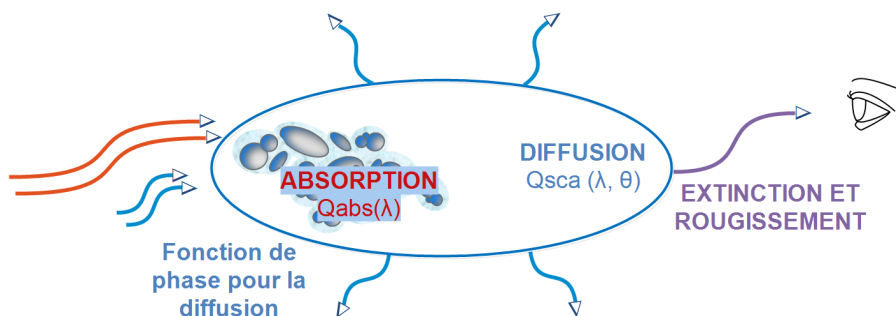 ABSORPTION
Qabs(λ)
DIFFUSION
Qsca (λ, θ)
EXTINCTION ET
ROUGISSEMENT
Fonction de
phase pour la
diffusion